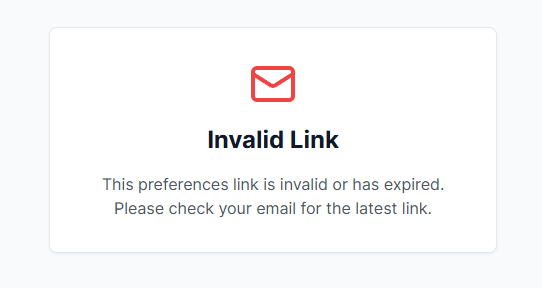 Invalid Link
This preferences link is invalid or has expired.
Please check your email for the latest link.